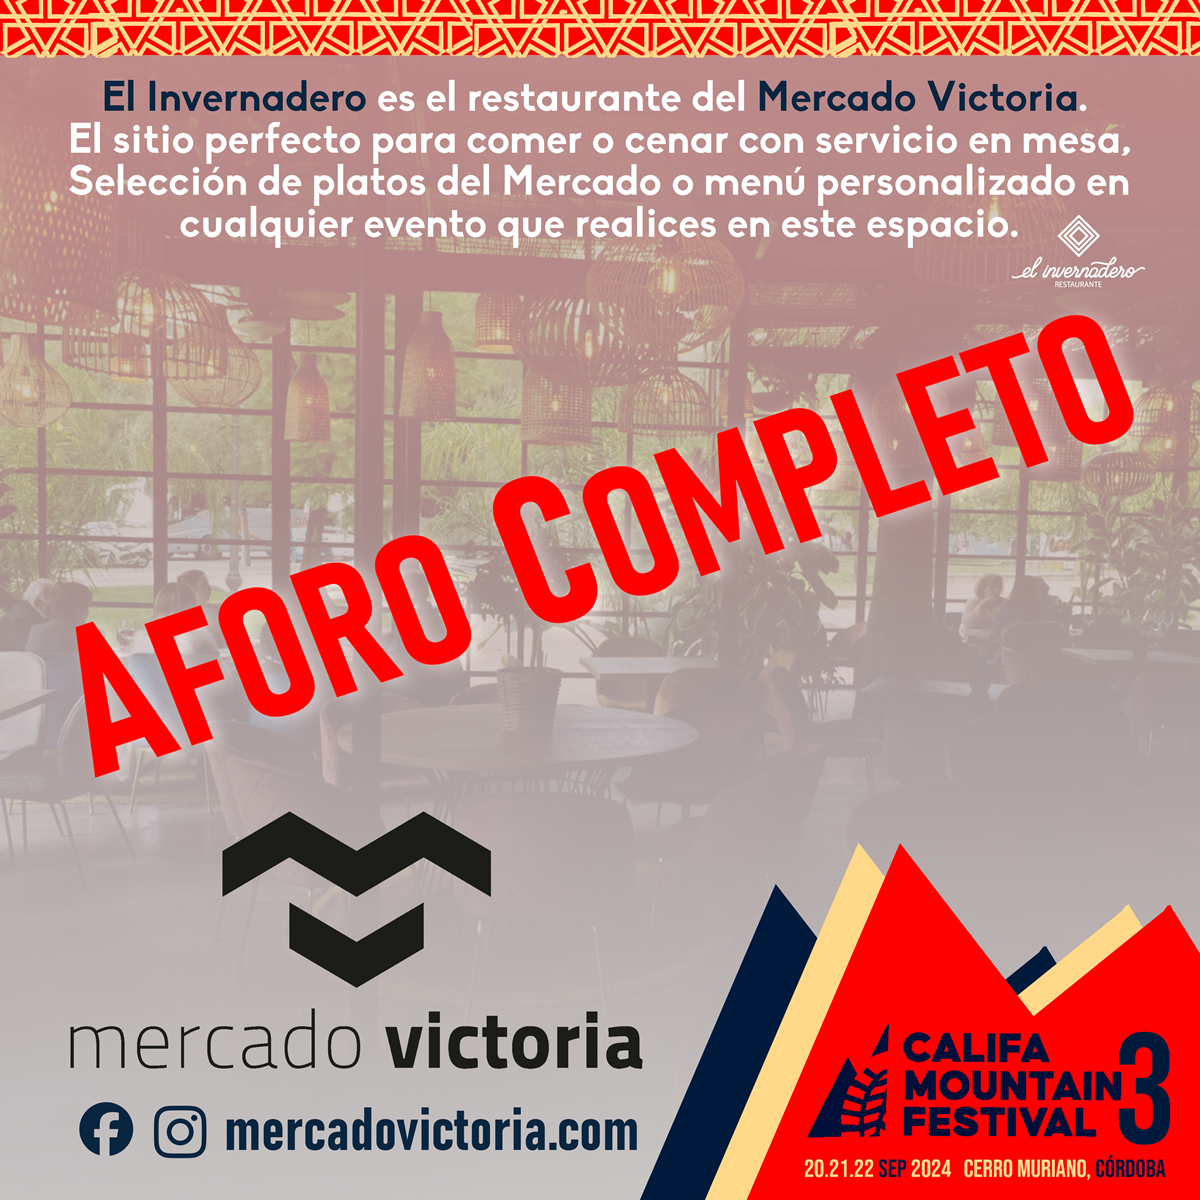 El Invernadero es el restaurante del Mercado Victoria.
El sitio perfecto para comer o cenar con servicio en mesa,
Selección de platos del Mercado o menú personalizado en
cualquier evento que realices en este espacio.
el invernadero
RESTAURANTE
AFORO COMPLETO
mercado victoria
mercadovictoria.com
CALIFA
MOUNTAIN
FESTIVAL
3
20.21.22 SEP 2024 CERRO MURIANO, CÓRDOBA